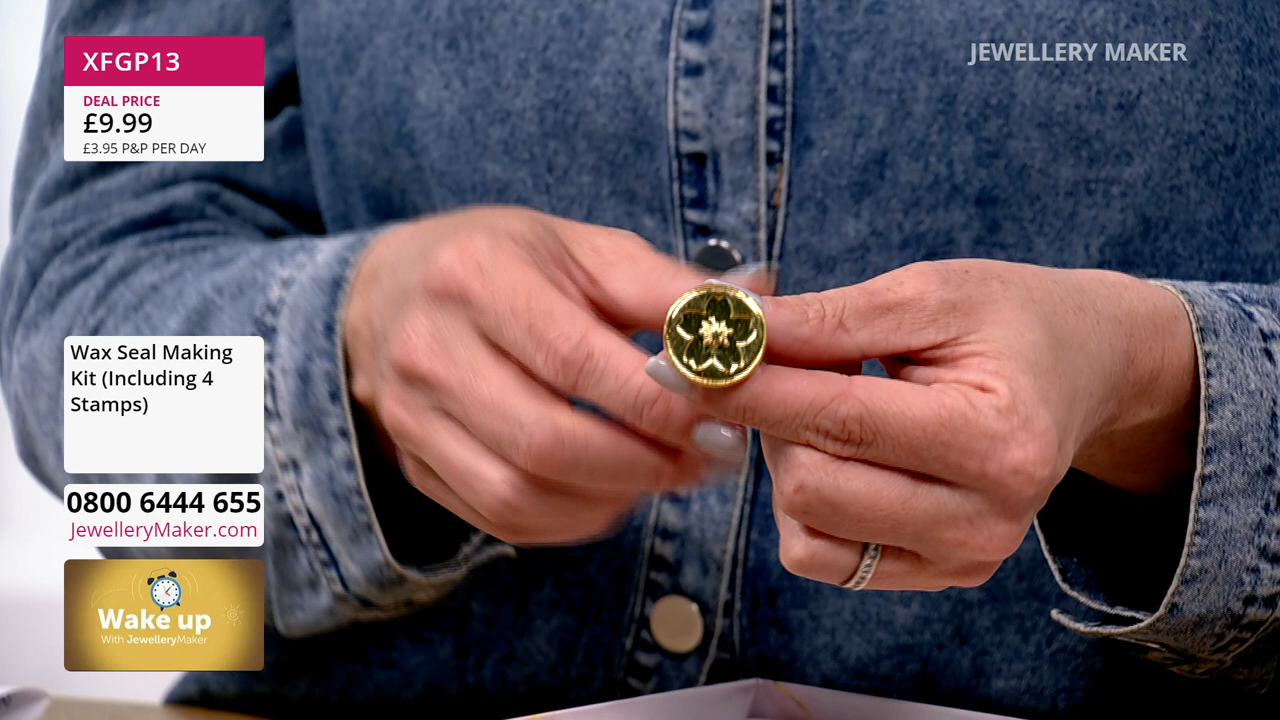 XFGP13
DEAL PRICE
£9.99
£3.95 P&P PER DAY
JEWELLERY MAKER
Wax Seal Making
Kit (Including 4
Stamps)
0800 6444 655
JewelleryMaker.com
Wake up
With JewelleryMaker